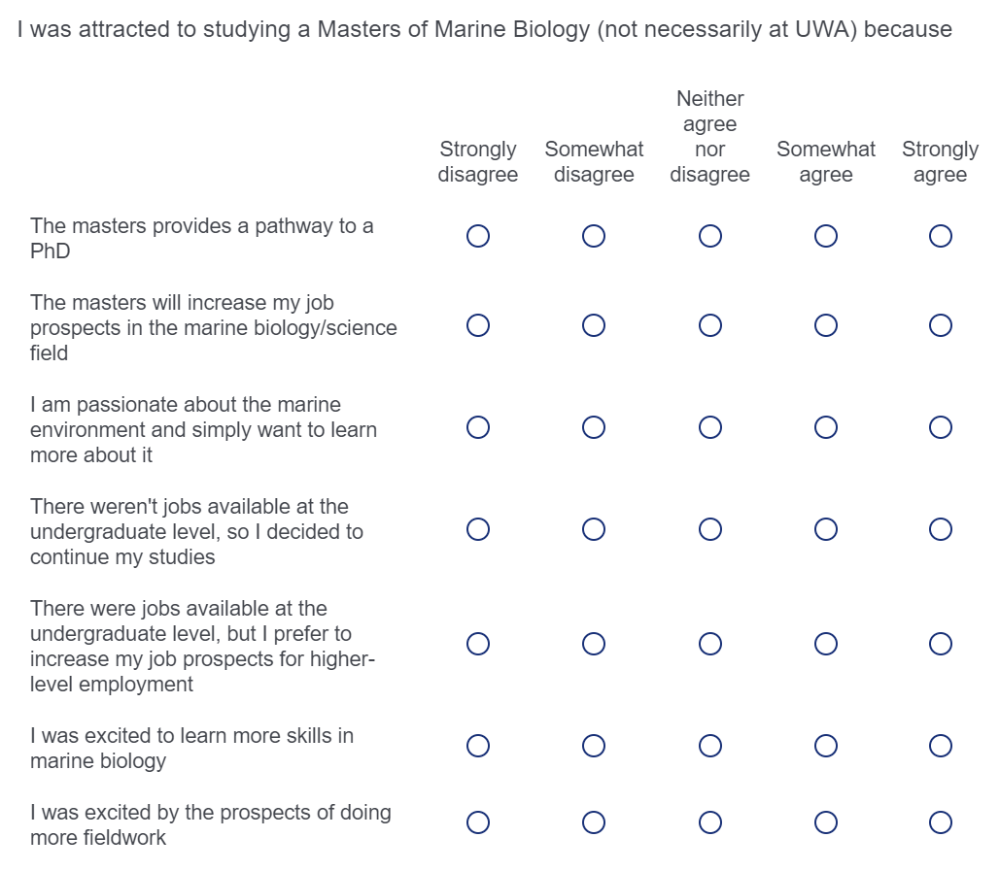 I was attracted to studying a Masters of Marine Biology (not necessarily at UWA) because
Neither
agree
Strongly Somewhat nor Somewhat Strongly
disagree disagree disagree agree agree
The masters provides a pathway to a
PhD
The masters will increase my job
prospects in the marine biology/science
field
I am passionate about the marine
environment and simply want to learn
more about it
There weren't jobs available at the
undergraduate level, so I decided to
continue my studies
There were jobs available at the
undergraduate level, but I prefer to
increase my job prospects for higher-
level employment
I was excited to learn more skills in
marine biology
I was excited by the prospects of doing
more fieldwork